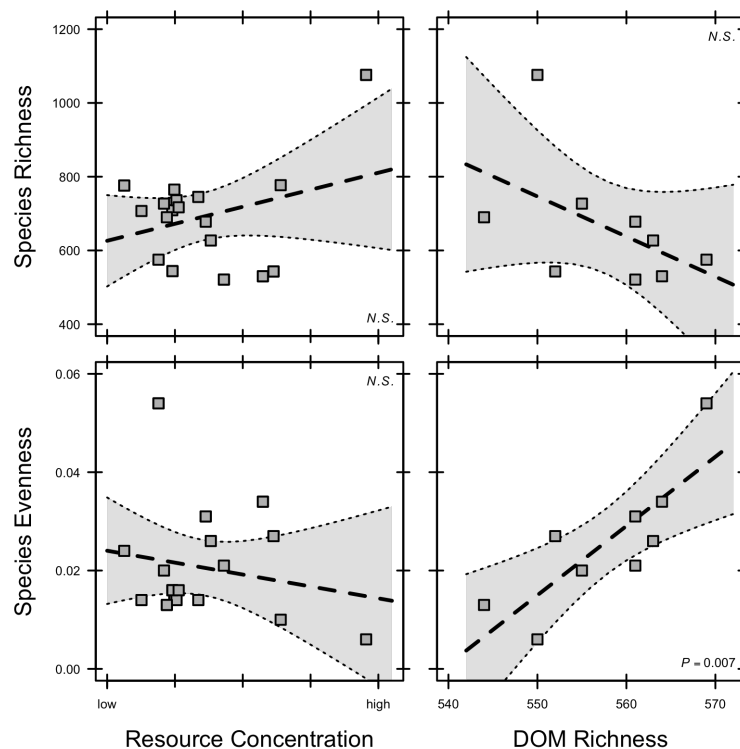 1200
1000
800
600
400
Species Richness
N.S.
N.S.
0.06
0.04
0.02
0.00
Species Evenness
N.S.
P = 0.007
low
high
540
550
560
570
Resource Concentration
DOM Richness